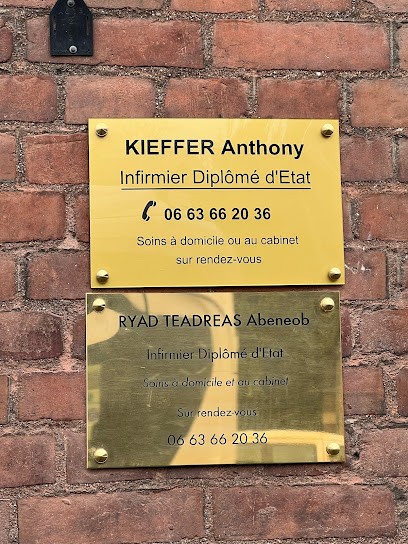 KIEFFER Anthony
Infirmier Diplômé d'Etat
06 63 66 20 36
Soins à domicile ou au cabinet
sur rendez-vous
RYAD TEADREAS Abeneob
Infirmier Diplômé d'Etat
Soins à domicile et au cabinet
Sur rendez-vous
06 63 66 20 36